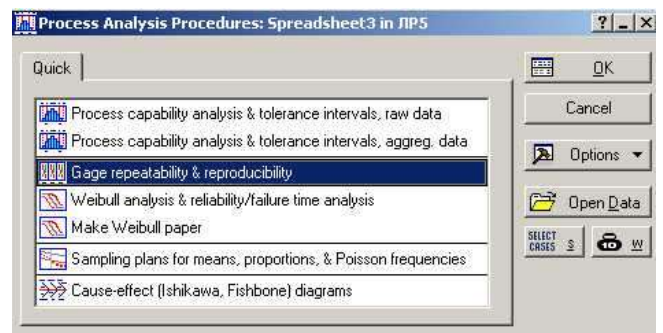 Process Analysis Procedures: Spreadsheet3 in ЛР5
Quick
Process capability analysis & tolerance intervals, raw data
Process capability analysis & tolerance intervals, aggreg. data
Gage repeatability & reproducibility
Weibull analysis & reliability/failure time analysis
Make Weibull paper
Sampling plans for means, proportions, & Poisson frequencies
Cause-effect (Ishikawa, Fishbone) diagrams
OK
Cancel
Options
Open Data
SELECT CASES S
W